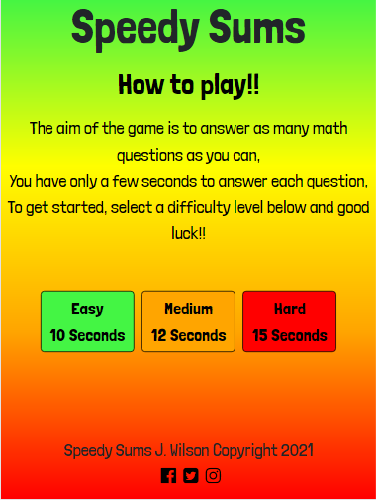 Speedy Sums
How to play!!
The aim of the game is to answer as many math
questions as you can,
You have only a few seconds to answer each question,
To get started, select a difficulty level below and good
luck!!
Easy
10 Seconds
Medium
12 Seconds
Hard
15 Seconds
Speedy Sums J. Wilson Copyright 2021